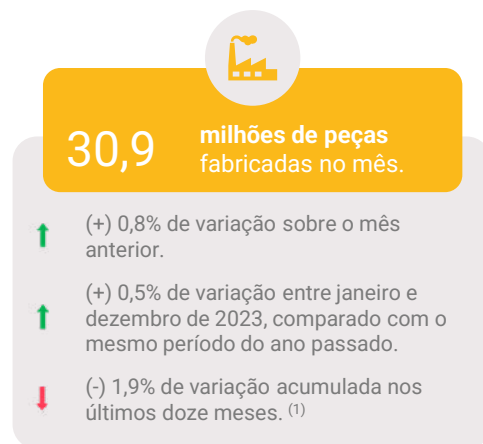 30,9
milhões de peças
fabricadas no mês.
(+) 0,8% de variação sobre o mês
anterior.
(+) 0,5% de variação entre janeiro e
dezembro de 2023, comparado com o
mesmo período do ano passado.
(-) 1,9% de variação acumulada nos
últimos doze meses. (1)